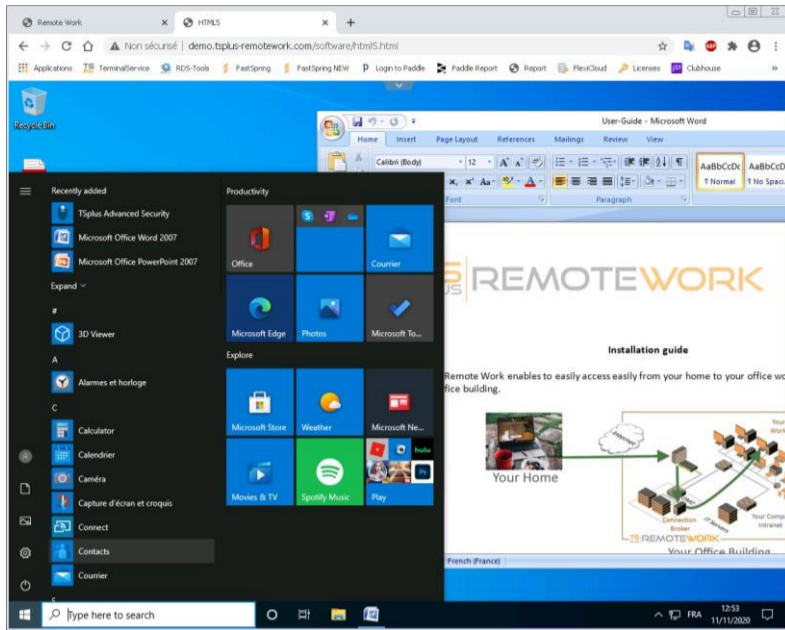 Remote Work
HTML5
Non sécurisé | demo.tsplus-remotework.com/software/html5.html
Applications TerminalService RDS-Tools FastSpring FastSpring NEW Login to Paddle Paddle Report Report FlexiCloud Licenses Clubhouse
Recycle Bin
User-Guide - Microsoft Word
Home Insert Page Layout References Mailings Review View
Calibri (Body) 12
AaBbCcDc AaBbCcD
¶ Normal ¶ No Spaci
Font Paragraph
Recently added
TSplus Advanced Security
Microsoft Office Word 2007
Microsoft Office PowerPoint 2007
Expand
#
3D Viewer
A
Alarmes et horloge
C
Calculator
Calendrier
Caméra
Capture d'écran et croquis
Connect
Contacts
Courrier
Productivity
Office
Courrier
Microsoft Edge
Photos
Microsoft To...
Explore
Microsoft Store
Weather
Microsoft Ne...
Movies & TV
Spotify Music
hulu
Ps
Play
REMOTEWORK
Installation guide
Remote Work enables to easily access easily from your home to your office
fice building.
Internet
Your Home
Connection
Broker
IT Servers
Your
Intranet
REMOTEWORK
Your Office Building
French (France)
Type here to search
FRA
12:53
11/11/2020